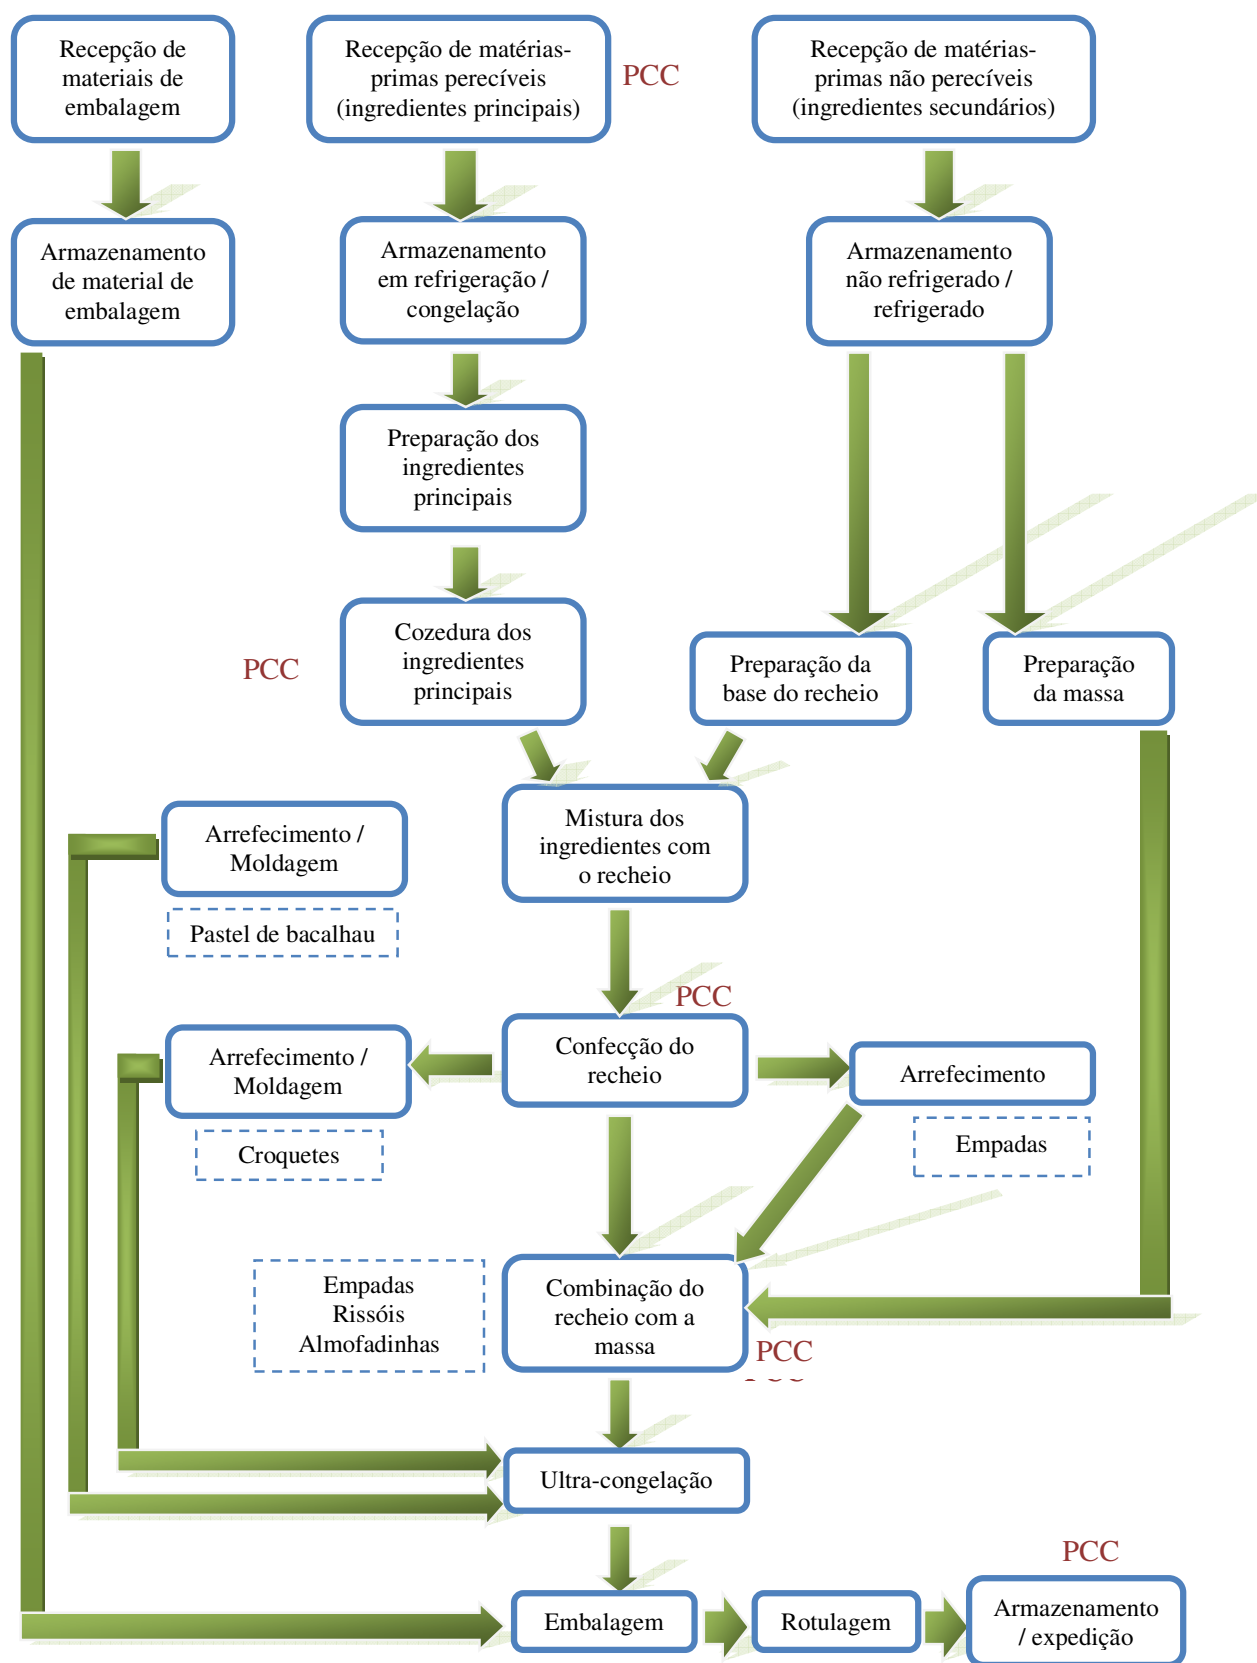 Recepção de
materiais de
embalagem
Recepção de matérias-
primas perecíveis
(ingredientes principais)
PCC
Recepção de matérias-
primas não perecíveis
(ingredientes secundários)
Armazenamento
de material de
embalagem
Armazenamento
em refrigeração /
congelação
Armazenamento
não refrigerado /
refrigerado
Preparação dos
ingredientes
principais
PCC
Cozedura dos
ingredientes
principais
Preparação da
base do recheio
Preparação
da massa
Mistura dos
ingredientes com
o recheio
Arrefecimento /
Moldagem
Pastel de bacalhau
PCC
Confecção do
recheio
Arrefecimento /
Moldagem
Croquetes
Arrefecimento
Empadas
Empadas
Rissóis
Almofadinhas
Combinação do
recheio com a
massa
PCC
Ultra-congelação
Embalagem
Rotulagem
PCC
Armazenamento
/ expedição